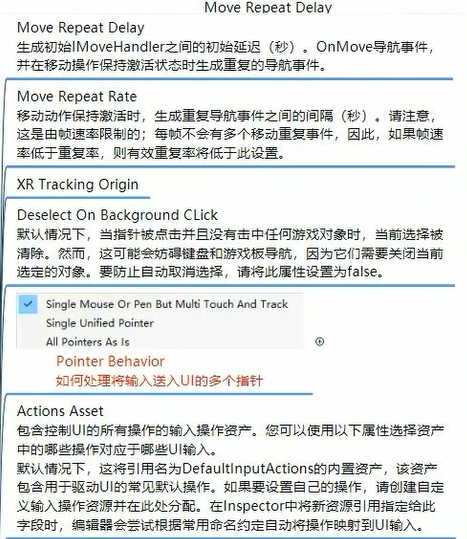 Move Repeat Delay
Move Repeat Delay
生成初始IMoveHandler之间的初始延迟（秒）。OnMove导航事件，
并在移动操作保持激活状态时生成重复的导航事件。
Move Repeat Rate
移动动作保持激活时，生成重复导航事件之间的间隔（秒）。请注意，
这是由帧速率限制的；每帧不会有多个移动重复事件，因此，如果帧速
率低于重复率，则有效重复率将低于此设置。
XR Tracking Origin
Deselect On Background CLick
默认情况下，当指针被点击并且没有击中任何游戏对象时，当前选择被
清除。然而，这可能会妨碍键盘和游戏板导航，因为它们需要关闭当前
选定的对象。要防止自动取消选择，请将此属性设置为false。
Single Mouse Or Pen But Multi Touch And Track
Single Unified Pointer
All Pointers As Is
Pointer Behavior
如何处理将输入送入UI的多个指针
Actions Asset
包含控制UI的所有操作的输入操作资产。您可以使用以下属性选择资产
中的哪些操作对应于哪些UI输入。
默认情况下，这将引用名为DefaultInputActions的内置资产，该资产
包含用于驱动UI的常见默认操作。如果要设置自己的操作，请创建自定
义输入操作资源并在此处分配。在Inspector中将新资源引用指定给此
字段时，编辑器会尝试根据常用命名约定自动将操作映射到UI输入。